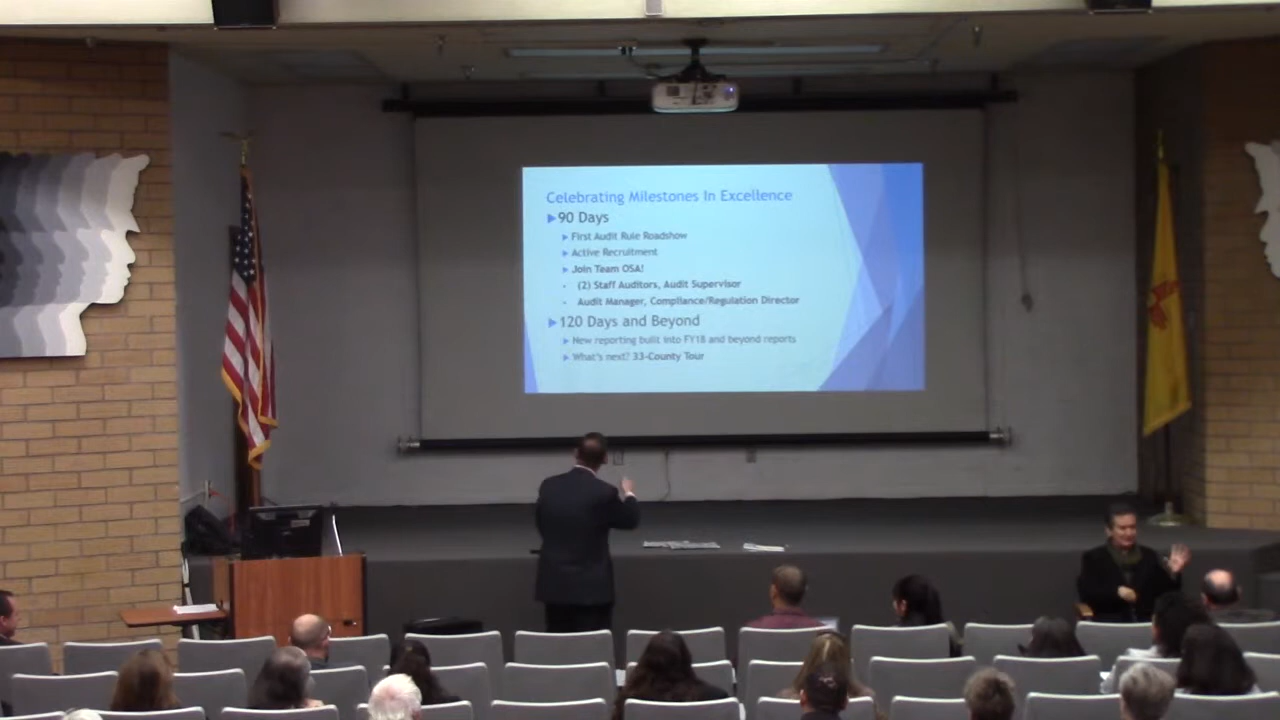 Celebrating Milestones In Excellence
90 Days
First Audit Rule Roadshow
Active Recruitment
Join Team OSA!
(2) Staff Auditors, Audit Supervisor
Audit Manager, Compliance/Regulation Director
120 Days and Beyond
New reporting built into FY18 and beyond reports
What's next? 33-County Tour